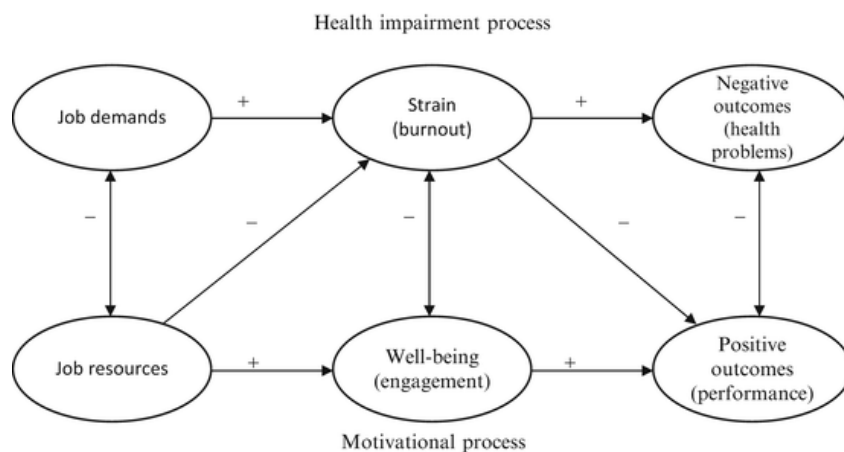 Health impairment process
Job demands
+
Strain
(burnout)
+
Negative
outcomes
(health
problems)
–
–
–
–
–
Job resources
+
Well-being
(engagement)
+
Positive
outcomes
(performance)
Motivational process